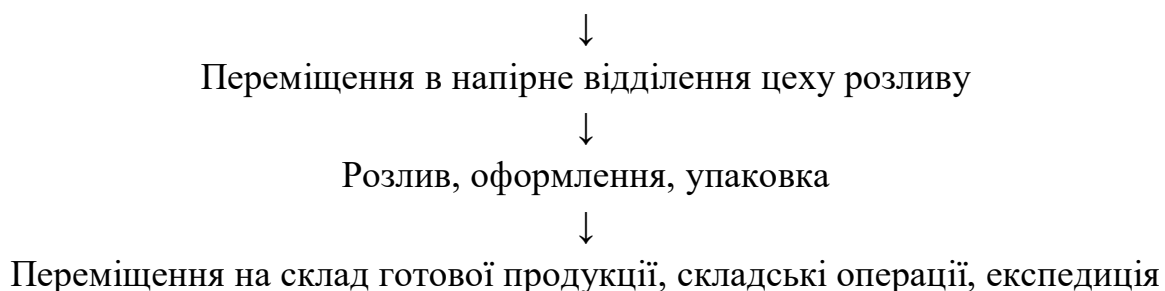 ↓
Переміщення в напірне відділення цеху розливу
↓
Розлив, оформлення, упаковка
↓
Переміщення на склад готової продукції, складські операції, експедиція